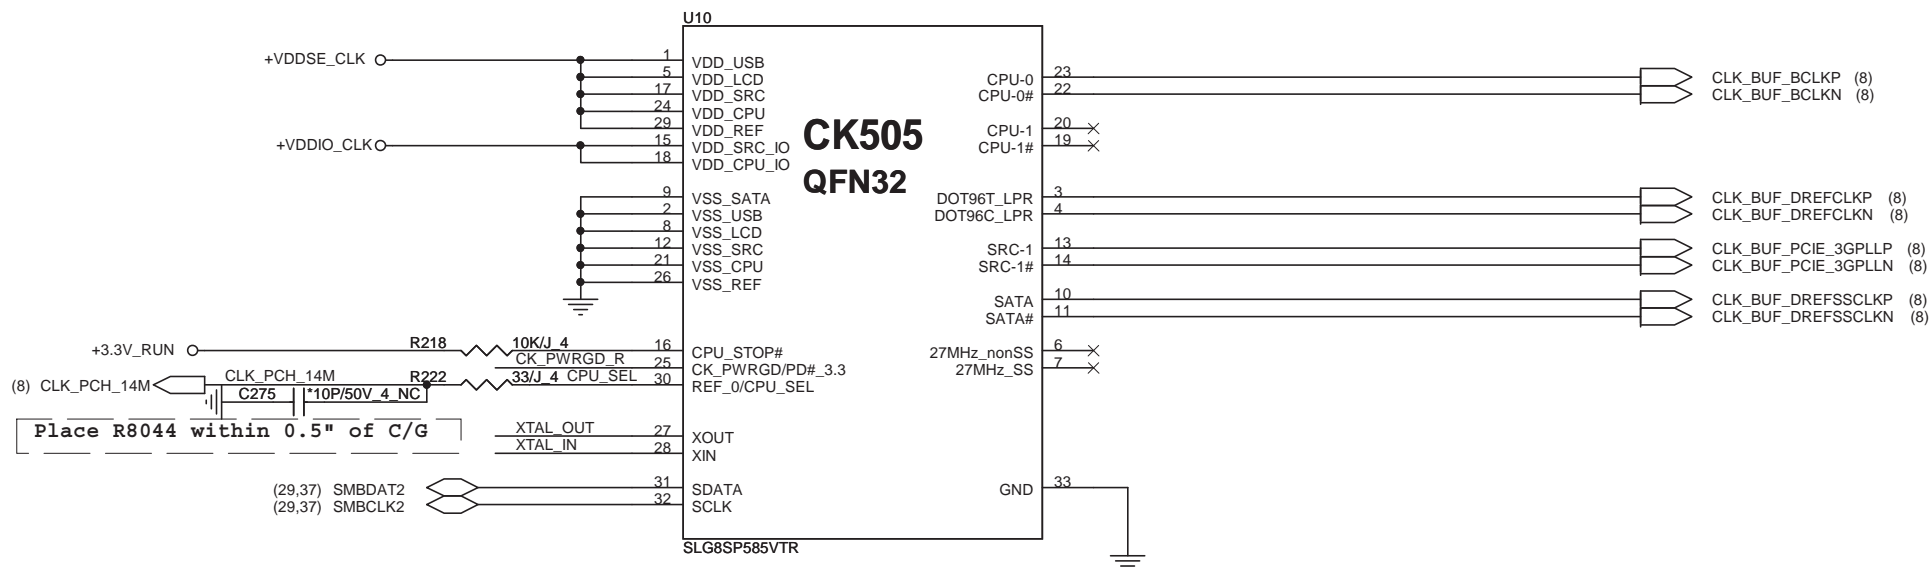 U10
+VDDSE_CLK
1 VDD_USB
5 VDD_LCD
17 VDD_SRC
24 VDD_CPU
29 VDD_REF
+VDDIO_CLK
15 VDD_SRC_IO
18 VDD_CPU_IO
9 VSS_SATA
2 VSS_USB
8 VSS_LCD
12 VSS_SRC
21 VSS_CPU
26 VSS_REF
+3.3V_RUN R218 10K/J_4 16 CPU_STOP#
CK_PWRGD_R 25 CK_PWRGD/PD#_3.3
(8) CLK_PCH_14M CLK_PCH_14M R222 33/J_4 CPU_SEL 30 REF_0/CPU_SEL
C275 *10P/50V_4_NC
Place R8044 within 0.5" of C/G
XTAL_OUT 27 XOUT
XTAL_IN 28 XIN
(29,37) SMBDAT2 31 SDATA
(29,37) SMBCLK2 32 SCLK
CK505
QFN32
CPU-0 23 CLK_BUF_BCLKP (8)
CPU-0# 22 CLK_BUF_BCLKN (8)
CPU-1 20
CPU-1# 19
DOT96T_LPR 3 CLK_BUF_DREFCLKP (8)
DOT96C_LPR 4 CLK_BUF_DREFCLKN (8)
SRC-1 13 CLK_BUF_PCIE_3GPLLP (8)
SRC-1# 14 CLK_BUF_PCIE_3GPLLN (8)
SATA 10 CLK_BUF_DREFSSCLKP (8)
SATA# 11 CLK_BUF_DREFSSCLKN (8)
27MHz_nonSS 6
27MHz_SS 7
GND 33
SLG8SP585VTR